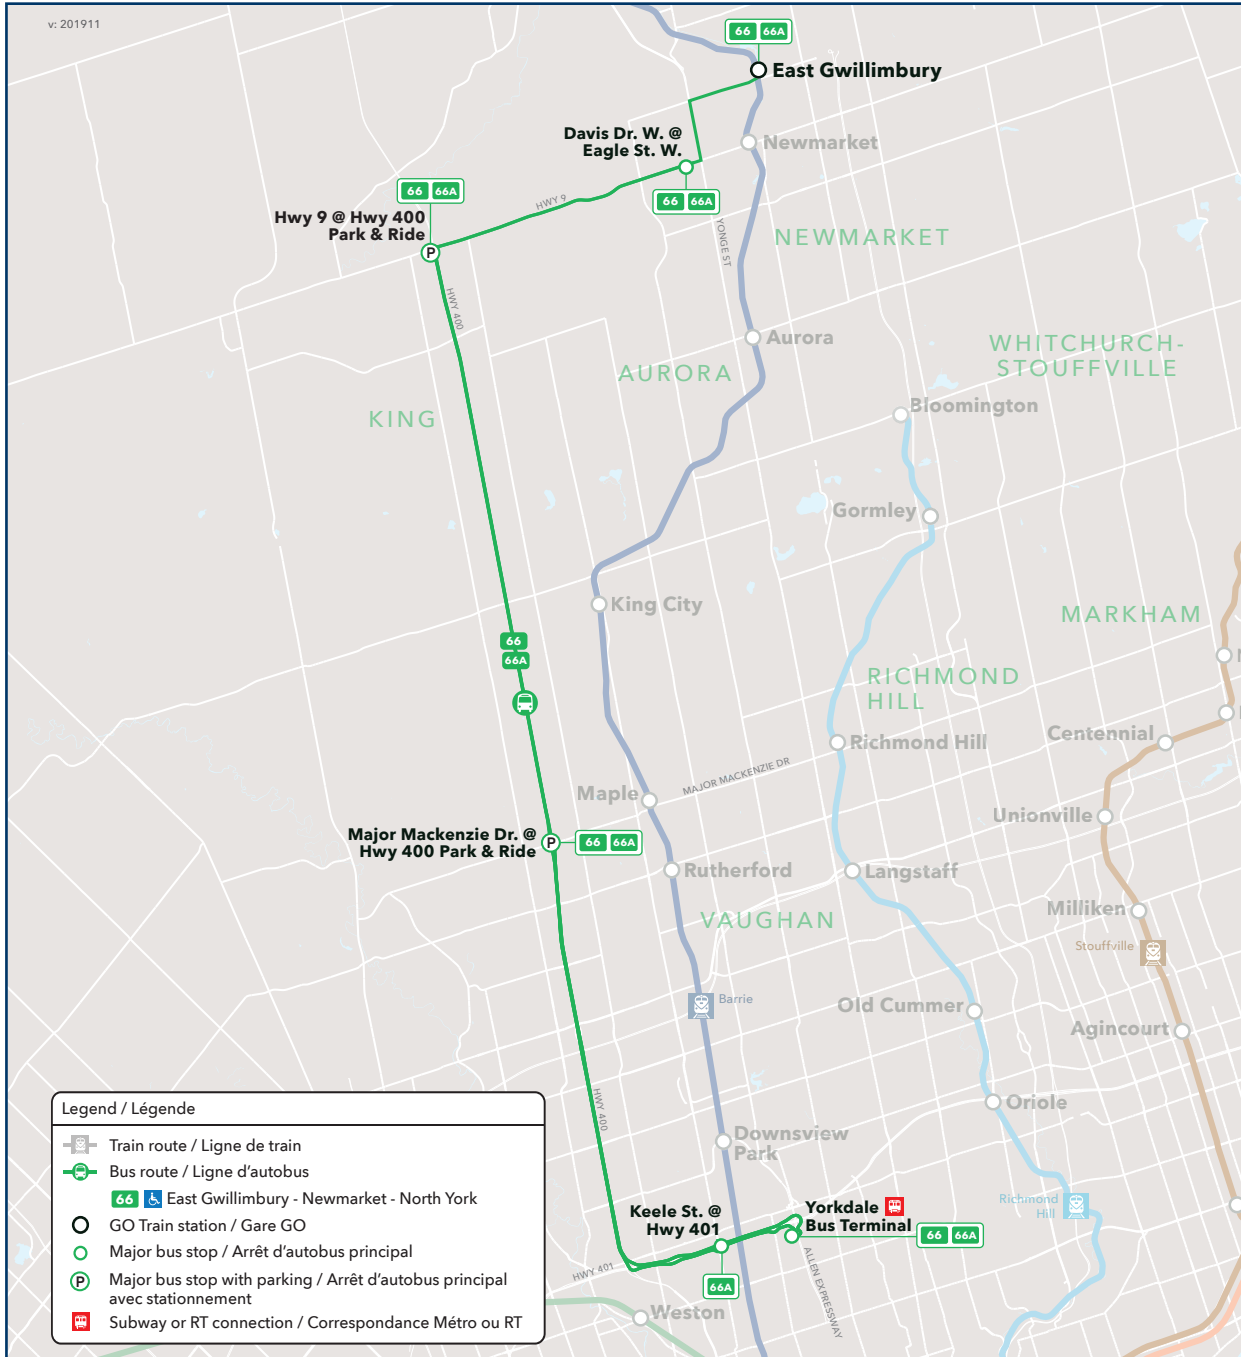 v: 201911
66 66A
East Gwillimbury
Davis Dr. W. @
Eagle St. W.
Newmarket
66 66A
66 66A
HWY 9
Hwy 9 @ Hwy 400
Park & Ride
P
YONGE ST
NEWMARKET
HWY 400
Aurora
WHITCHURCH-
STOUFFVILLE
AURORA
KING
Bloomington
Gormley
King City
MARKHAM
66
66A
RICHMOND
HILL
Richmond Hill
Centennial
MAJOR MACKENZIE DR
Maple
Unionville
Major Mackenzie Dr. @
Hwy 400 Park & Ride
P
66 66A
Rutherford
Langstaff
Milliken
VAUGHAN
Stouffville
Barrie
Old Cummer
Agincourt
HWY 400
Oriole
Downsview
Park
Richmond
Hill
Keele St. @
Hwy 401
Yorkdale
Bus Terminal
66 66A
HWY 401
66A
ALLEN EXPRESSWAY
Weston
Legend / Légende
Train route / Ligne de train
Bus route / Ligne d'autobus
66 East Gwillimbury - Newmarket - North York
GO Train station / Gare GO
Major bus stop / Arrêt d'autobus principal
P Major bus stop with parking / Arrêt d'autobus principal
avec stationnement
Subway or RT connection / Correspondance Métro ou RT